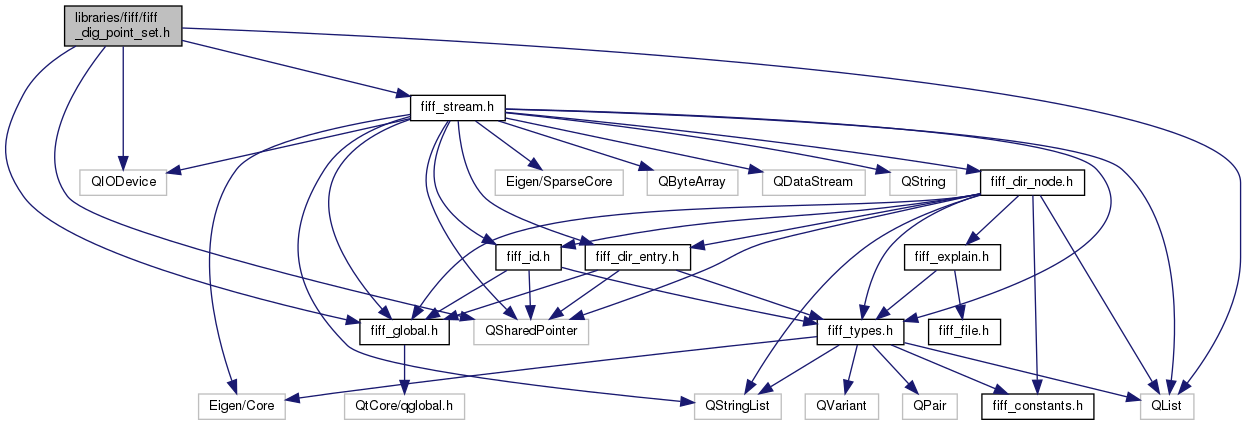 libraries/fiff/fiff
_dig_point_set.h
fiff_stream.h
QIODevice
Eigen/SparseCore
QByteArray
QDataStream
QString
fiff_dir_node.h
fiff_id.h
fiff_dir_entry.h
fiff_explain.h
fiff_global.h
QSharedPointer
fiff_types.h
fiff_file.h
Eigen/Core
QtCore/qglobal.h
QStringList
QVariant
QPair
fiff_constants.h
QList